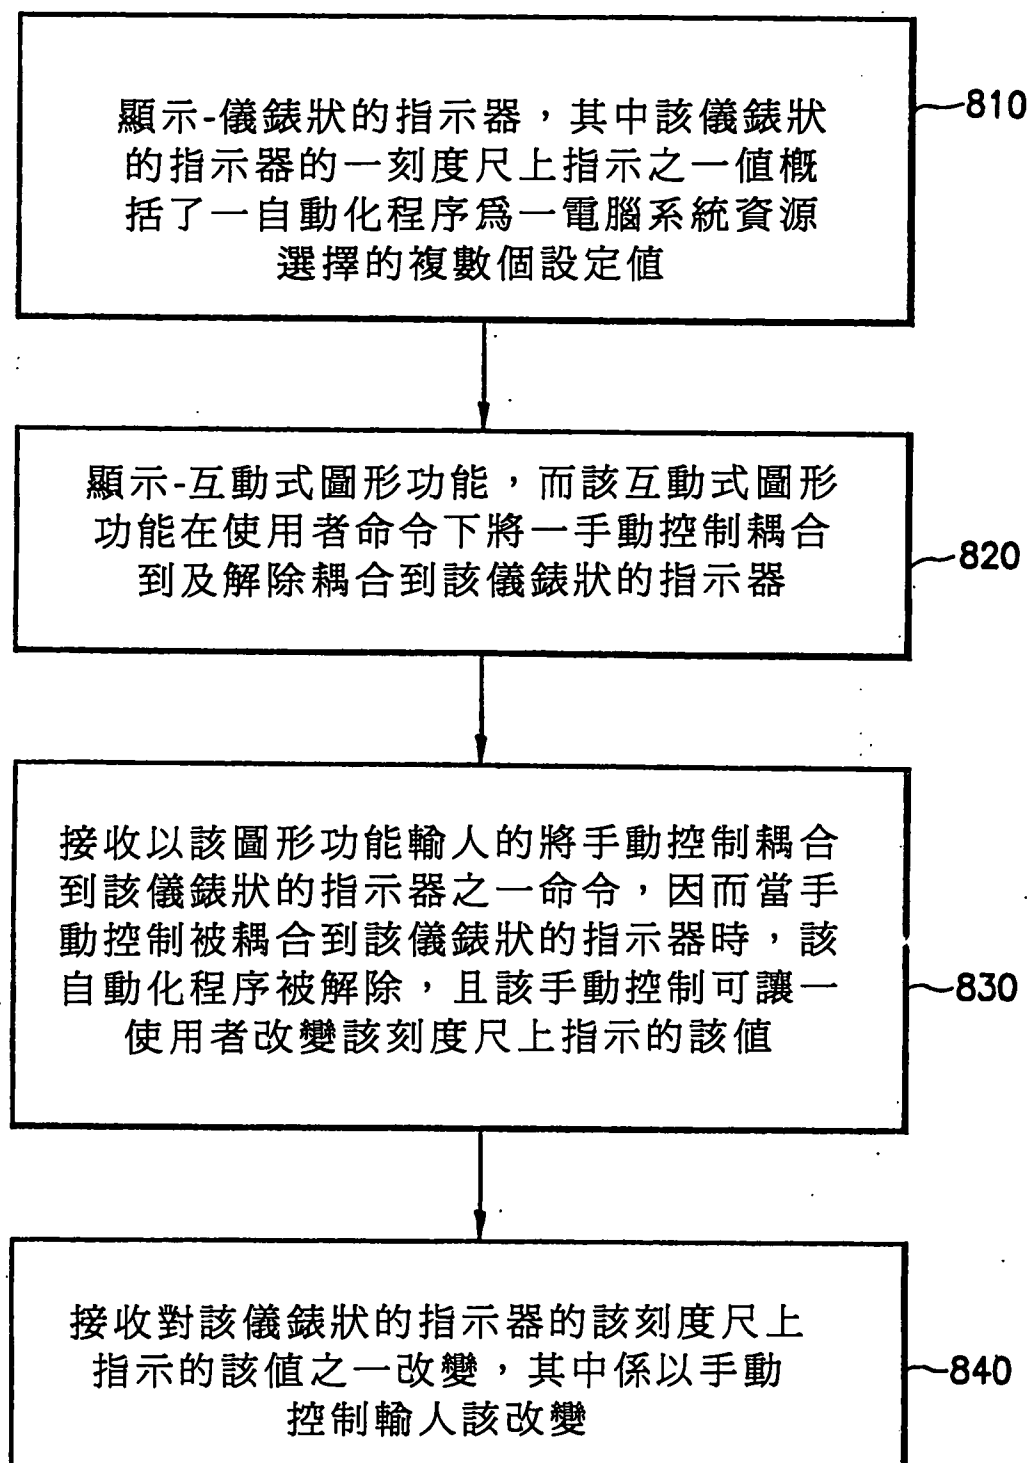 顯示-儀錶狀的指示器，其中該儀錶狀
的指示器的一刻度尺上指示之一值概
括了一自動化程序爲一電腦系統資源
選擇的複數個設定值
810
顯示-互動式圖形功能，而該互動式圖形
功能在使用者命令下將一手動控制耦合
到及解除耦合到該儀錶狀的指示器
820
接收以該圖形功能輸人的將手動控制耦合
到該儀錶狀的指示器之一命令，因而當手
動控制被耦合到該儀錶狀的指示器時，該
自動化程序被解除，且該手動控制可讓一
使用者改變該刻度尺上指示的該值
830
接收對該儀錶狀的指示器的該刻度尺上
指示的該值之一改變，其中係以手動
控制輸人該改變
840